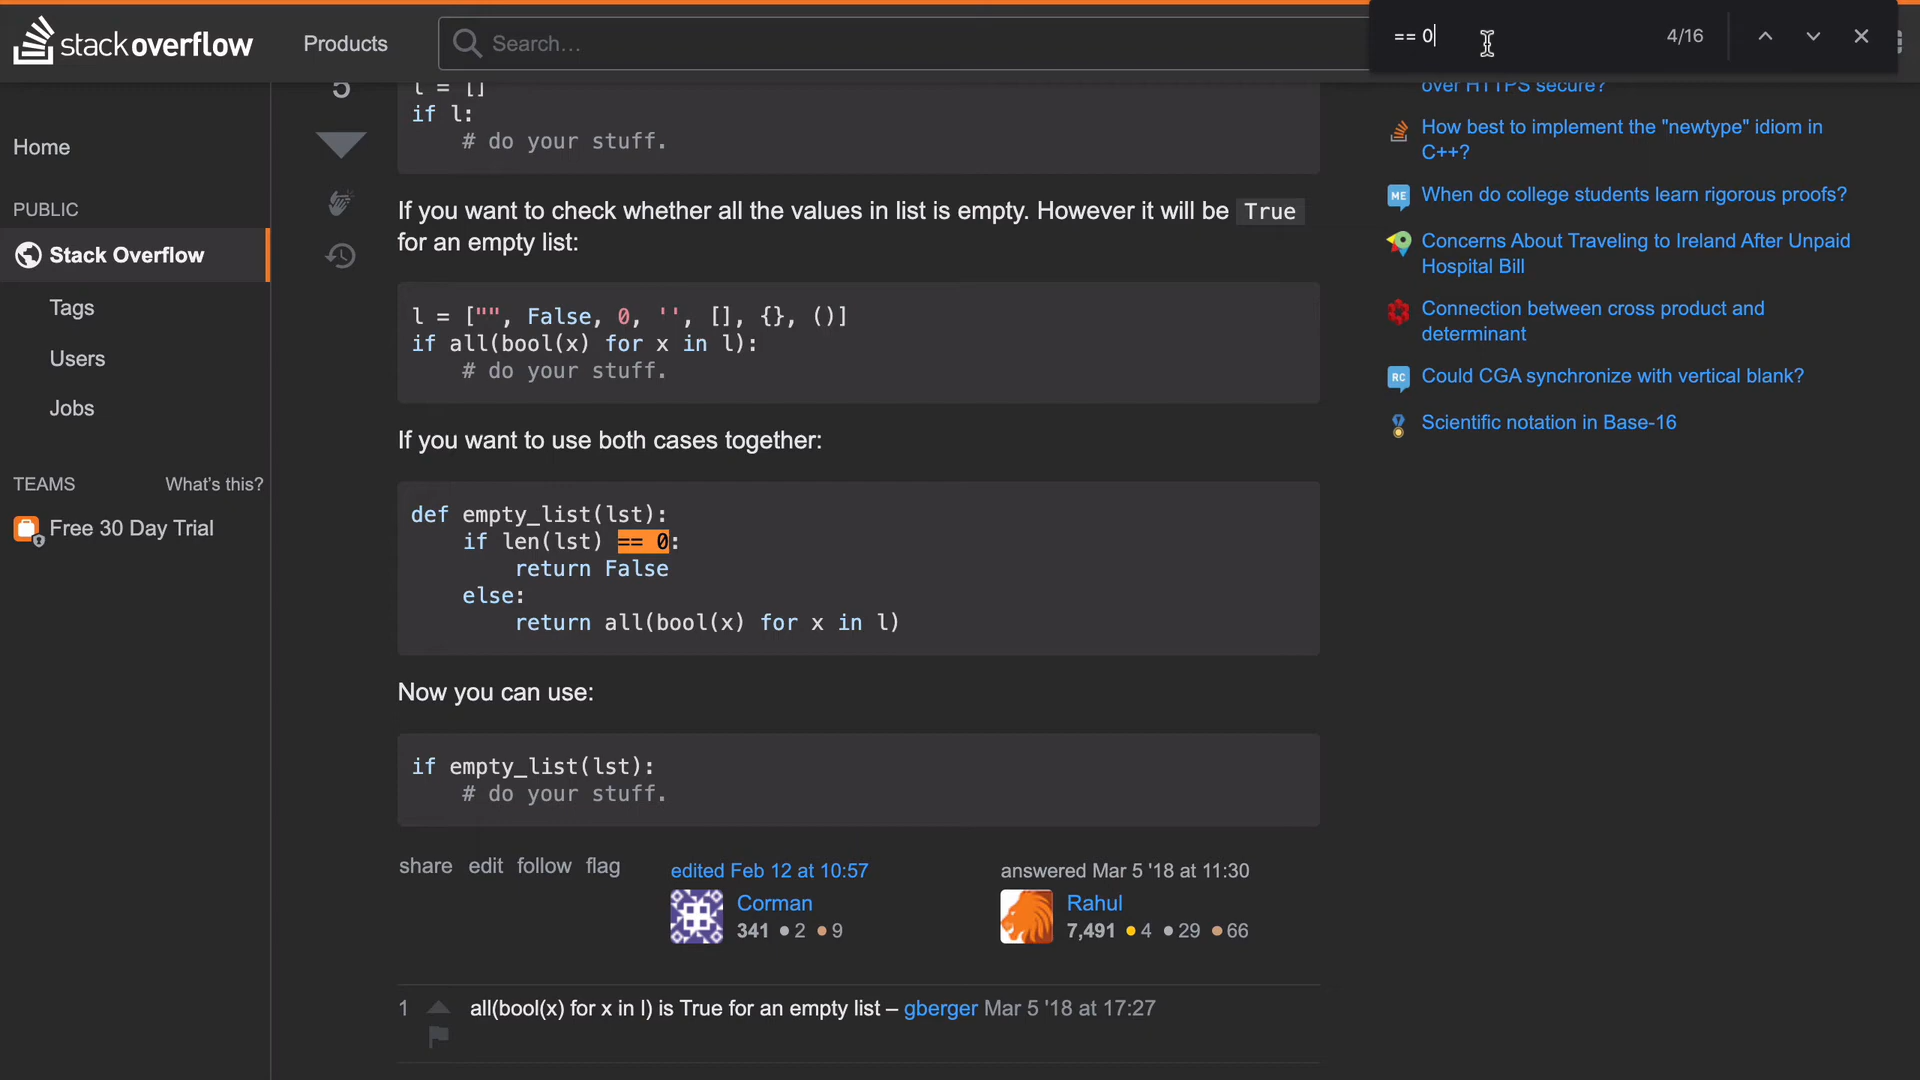 stack overflow
Products
Search…
== 0
4/16
5
l = []
if l:
    # do your stuff.
over HTTPS secure?
How best to implement the "newtype" idiom in
C++?
When do college students learn rigorous proofs?
Concerns About Traveling to Ireland After Unpaid
Hospital Bill
Connection between cross product and
determinant
Could CGA synchronize with vertical blank?
Scientific notation in Base-16
ME
RC
Home
PUBLIC
Stack Overflow
Tags
Users
Jobs
TEAMS
What's this?
Free 30 Day Trial
If you want to check whether all the values in list is empty. However it will be True
for an empty list:
l = ["", False, 0, '', [], {}, ()]
if all(bool(x) for x in l):
    # do your stuff.
If you want to use both cases together:
def empty_list(lst):
    if len(lst) == 0:
        return False
    else:
        return all(bool(x) for x in l)
Now you can use:
if empty_list(lst):
    # do your stuff.
share edit follow flag
edited Feb 12 at 10:57
Corman
341 ● 2 ● 9
answered Mar 5 '18 at 11:30
Rahul
7,491 ● 4 ● 29 ● 66
1
all(bool(x) for x in l) is True for an empty list – gberger Mar 5 '18 at 17:27